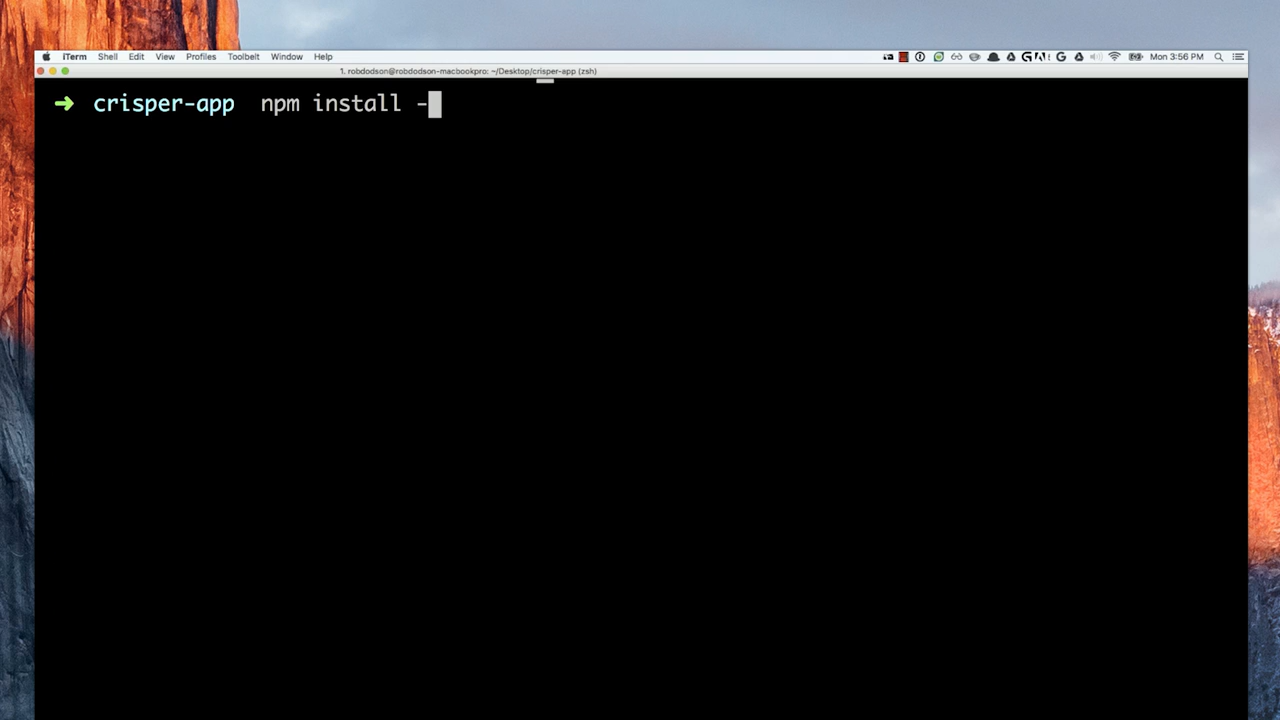 iTerm Shell Edit View Profiles Toolbelt Window Help Mon 3:56 PM
1. robdodson@robdodson-macbookpro: ~/Desktop/crisper-app (zsh)
➜ crisper-app npm install -